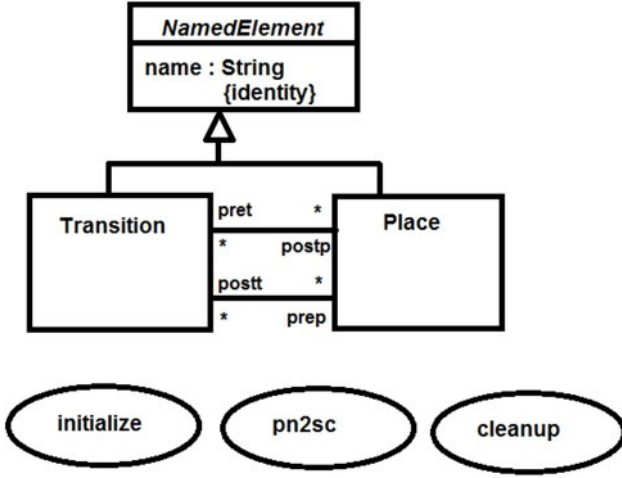 NamedElement
name : String
{identity}
Transition
pret *
Place
* postp
postt *
* prep
initialize
pn2sc
cleanup